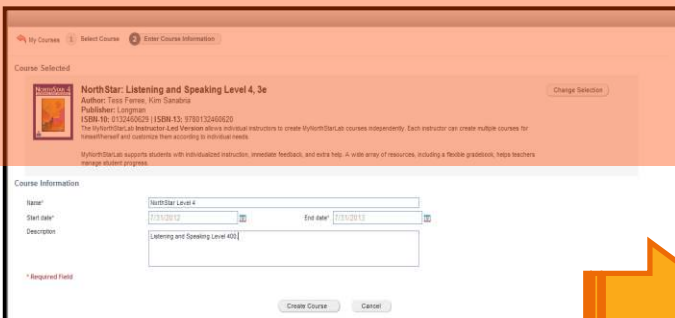 My Courses 1 Select Course 2 Enter Course Information
Course Selected
NorthStar: Listening and Speaking Level 4, 3e
Change Selection
Author: Tess Ferree, Kim Sanabria
Publisher: Longman
ISBN-10: 0132460629 | ISBN-13: 9780132460620
The MyNorthStarLab Instructor-Led Version allows individual instructors to create MyNorthStarLab courses independently. Each instructor can create multiple courses for
himself/herself and customize them according to individual needs.
MyNorthStarLab supports students with individualized instruction, immediate feedback, and extra help. A wide array of resources, including a flexible gradebook, helps teachers
manage student progress.
Course Information
Name* NorthStar Level 4
Start date* 7/31/2012 End date* 7/31/2012
Description Listening and Speaking Level 400
* Required Field
Create Course Cancel